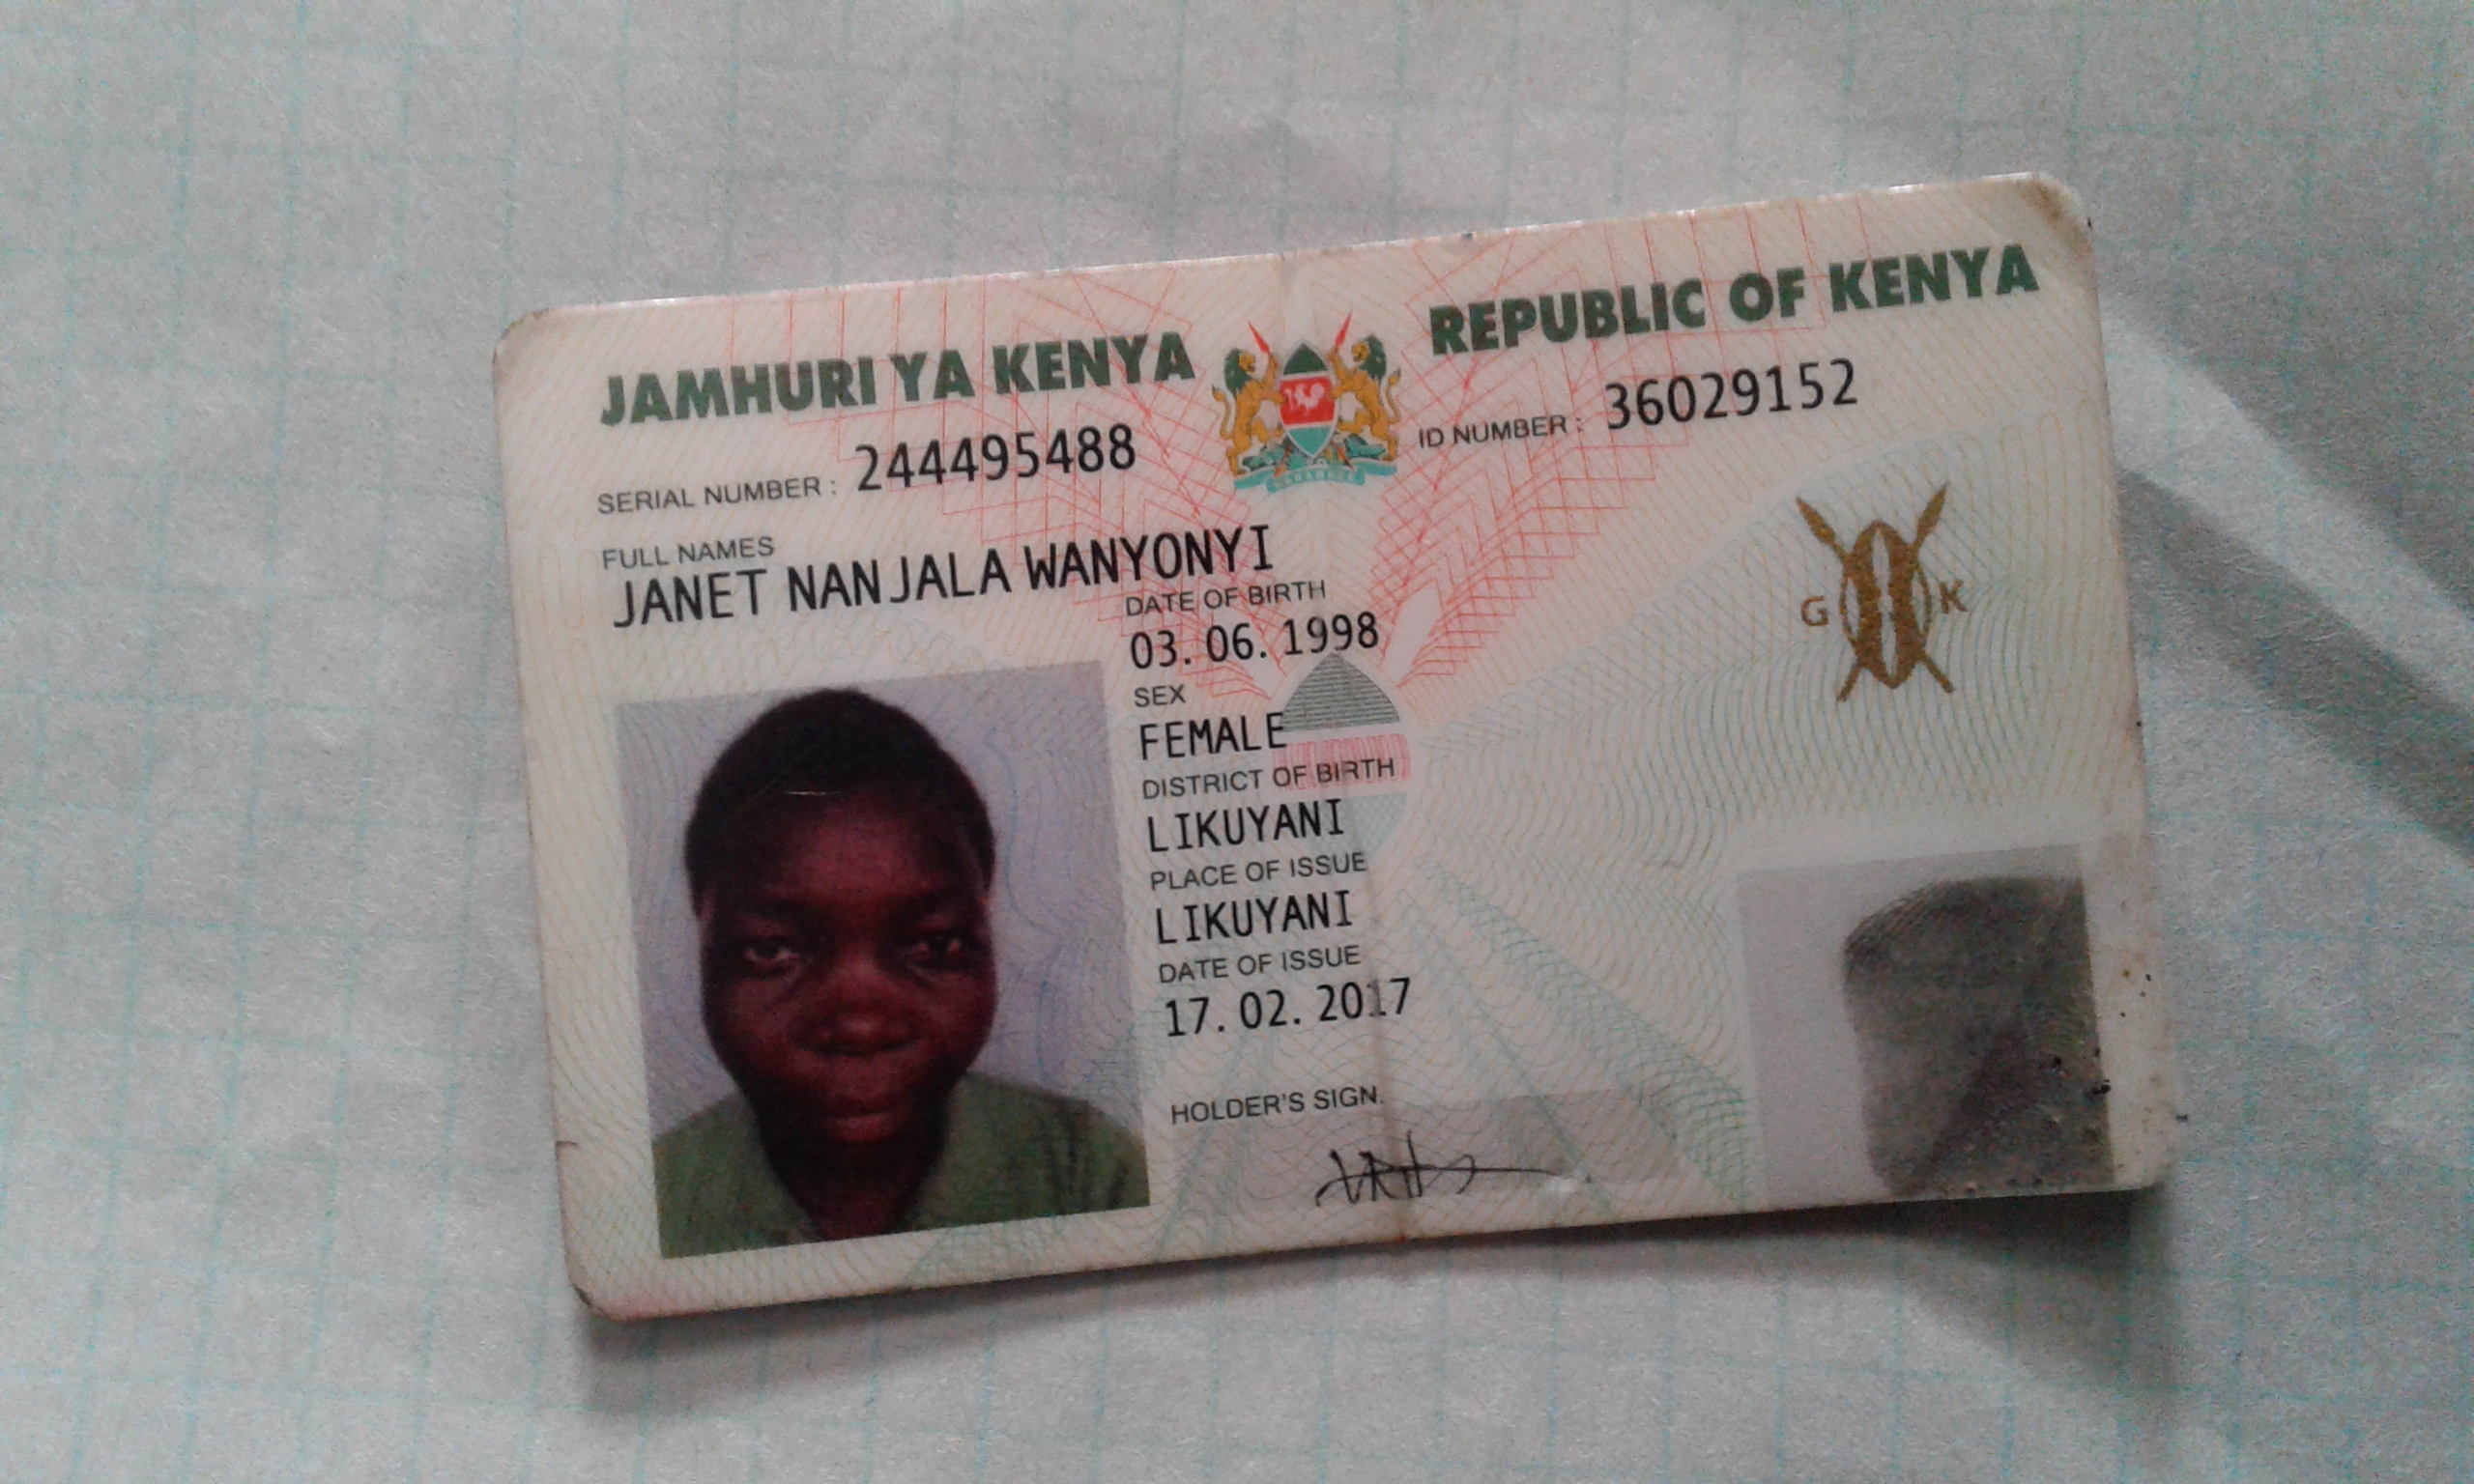 JAMHURI YA KENYA REPUBLIC OF KENYA
SERIAL NUMBER: 244495488 ID NUMBER: 36029152
FULL NAMES
JANET NANJALA WANYONYI
DATE OF BIRTH
03.06.1998
SEX
FEMALE
DISTRICT OF BIRTH
LIKUYANI
PLACE OF ISSUE
LIKUYANI
DATE OF ISSUE
17.02.2017
HOLDER'S SIGN.
G K